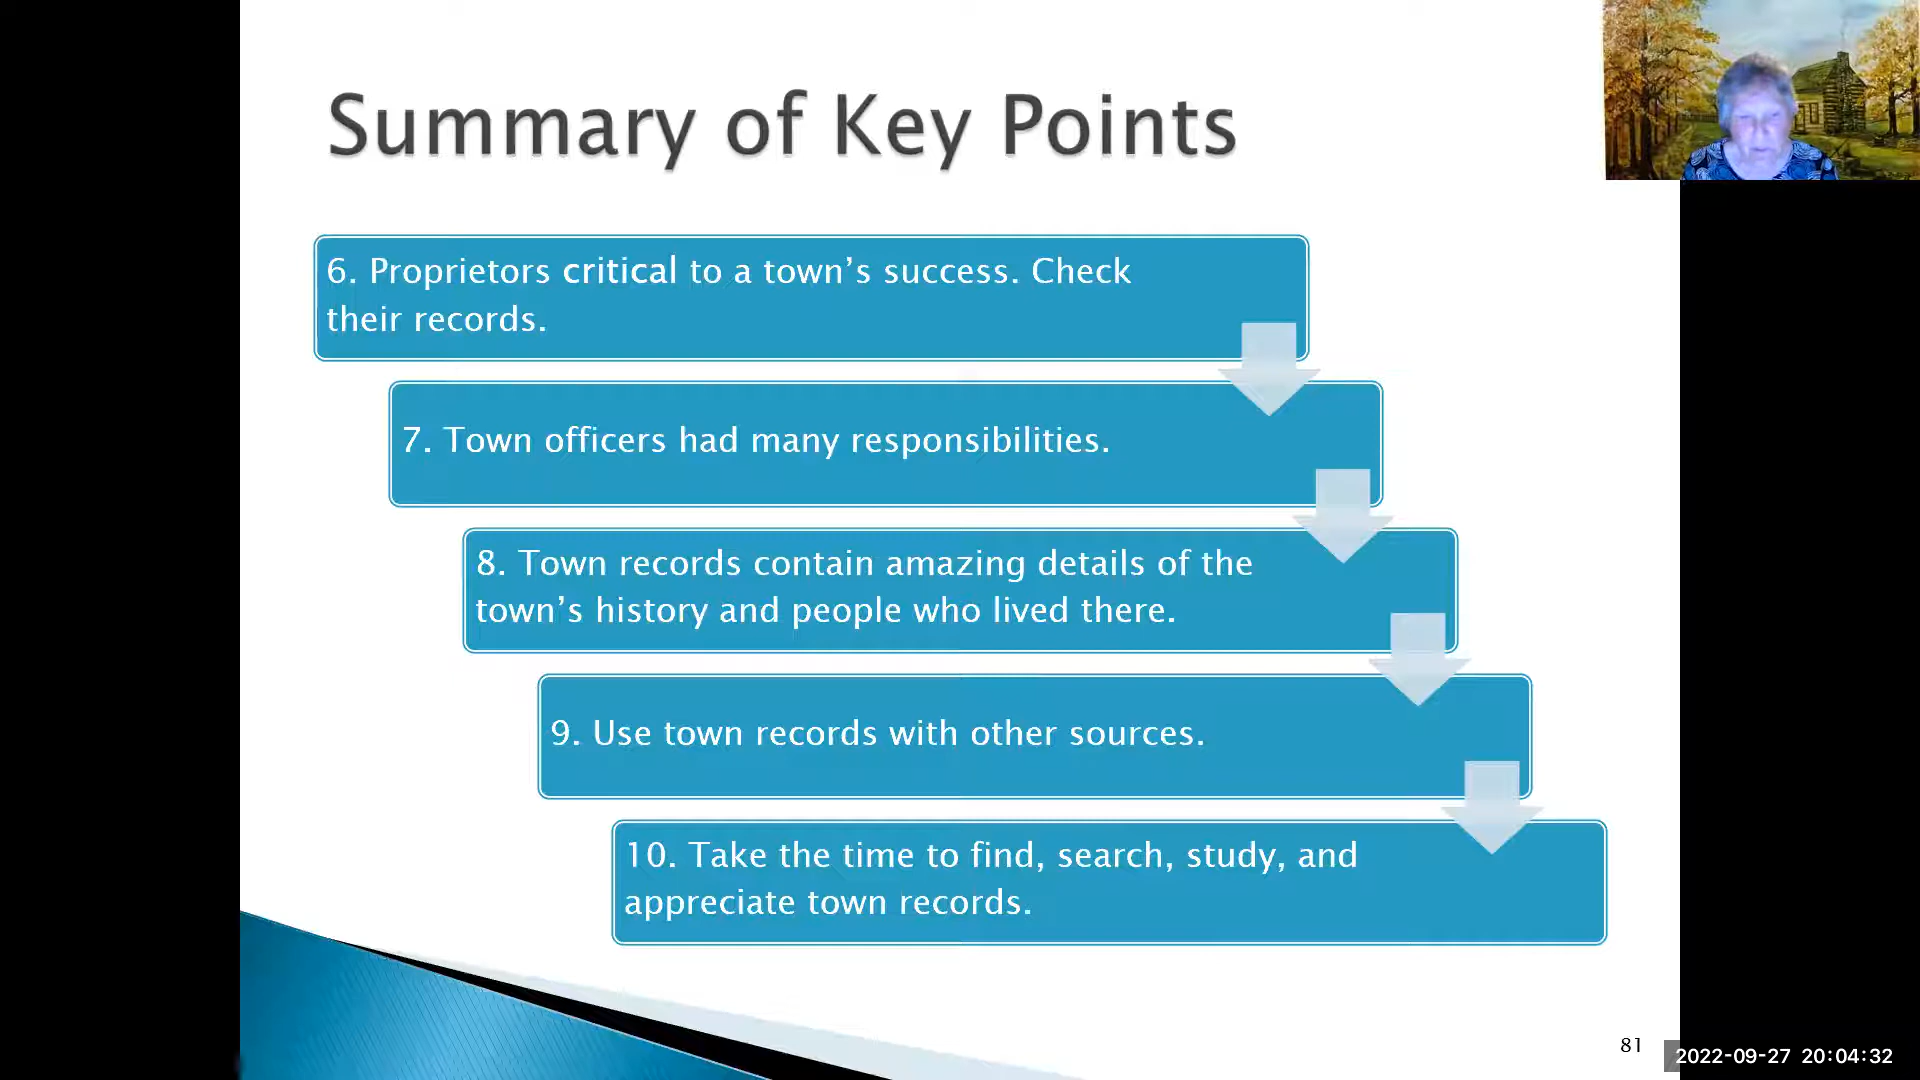 Summary of Key Points
6. Proprietors critical to a town’s success. Check
their records.
7. Town officers had many responsibilities.
8. Town records contain amazing details of the
town’s history and people who lived there.
9. Use town records with other sources.
10. Take the time to find, search, study, and
appreciate town records.
81
2022-09-27 20:04:32